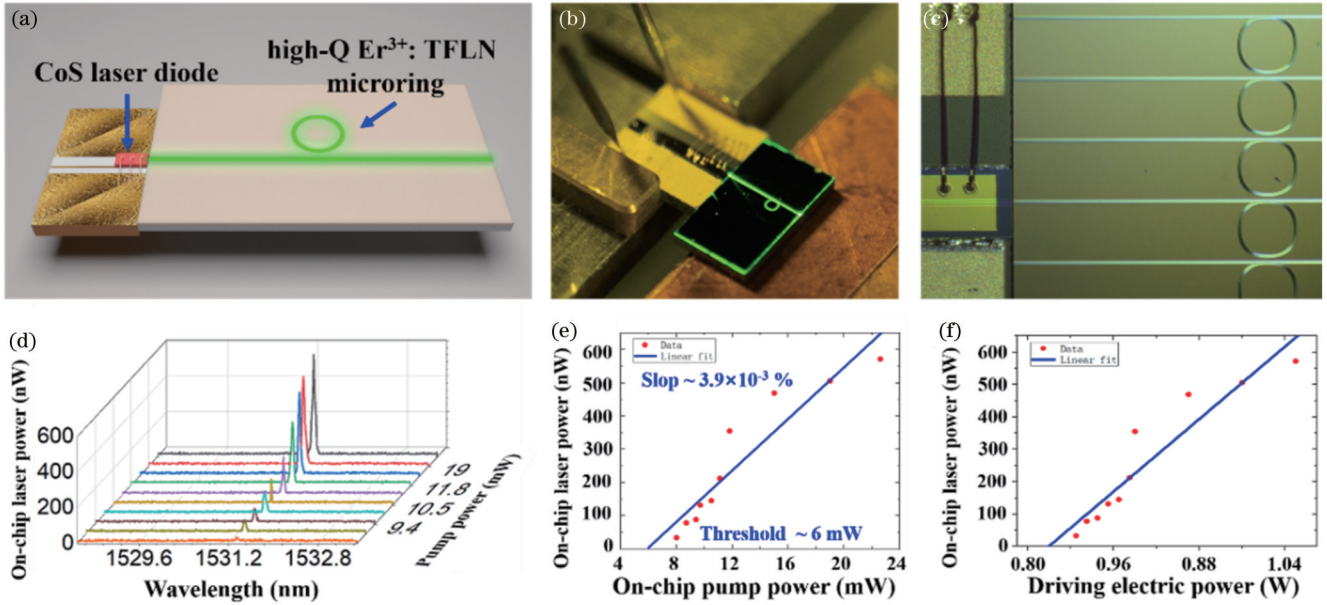 (a)
CoS laser diode
high-Q Er³⁺: TFLN
microring
(b)
(c)
(d)
On-chip laser power (nW)
600
400
200
0
1529.6
1531.2
1532.8
Wavelength (nm)
19
11.8
10.5
9.4
Pump power (mW)
(e)
On-chip laser power (nW)
600
500
400
300
200
100
0
Data
Linear fit
Slop ~ 3.9×10⁻³ %
Threshold ~ 6 mW
4
8
12
16
20
24
On-chip pump power (mW)
(f)
On-chip laser power (nW)
600
500
400
300
200
100
0
Data
Linear fit
0.80
0.96
0.88
1.04
Driving electric power (W)